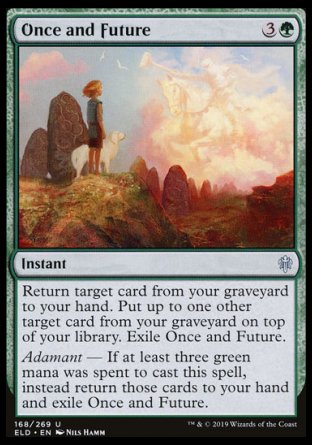 Once and Future 3
Instant
Return target card from your graveyard
to your hand. Put up to one other
target card from your graveyard on top
of your library. Exile Once and Future.
Adamant — If at least three green
mana was spent to cast this spell,
instead return those cards to your hand
and exile Once and Future.
168/269 U
ELD • EN Nils Hamm
™ & © 2019 Wizards of the Coast